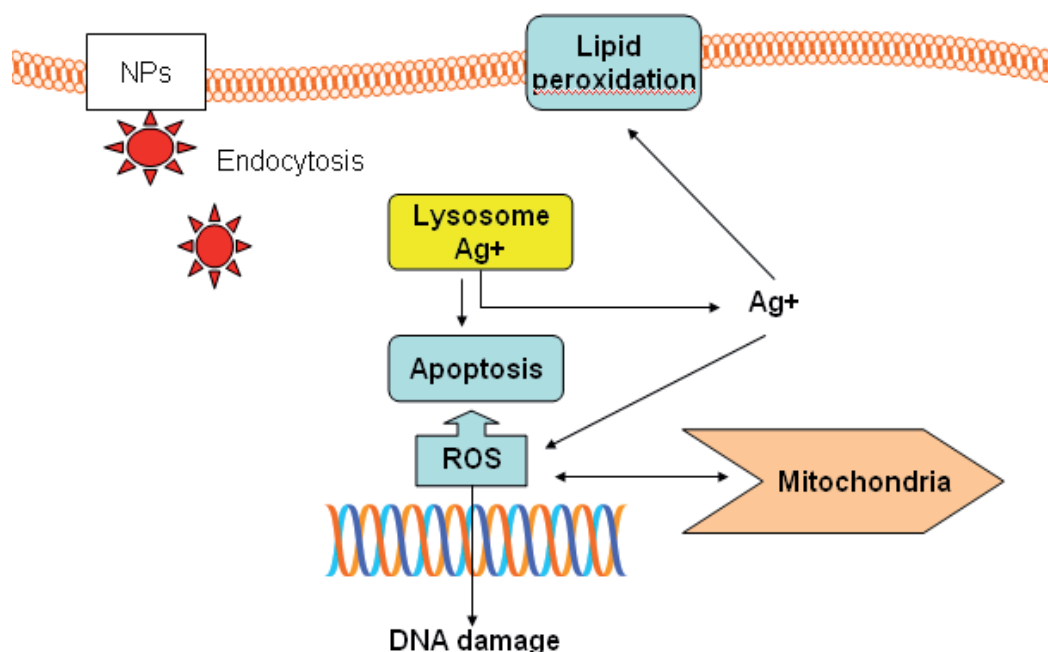 Lipid
peroxidation
NPs
Endocytosis
Lysosome
Ag+
Ag+
Apoptosis
ROS
Mitochondria
DNA damage